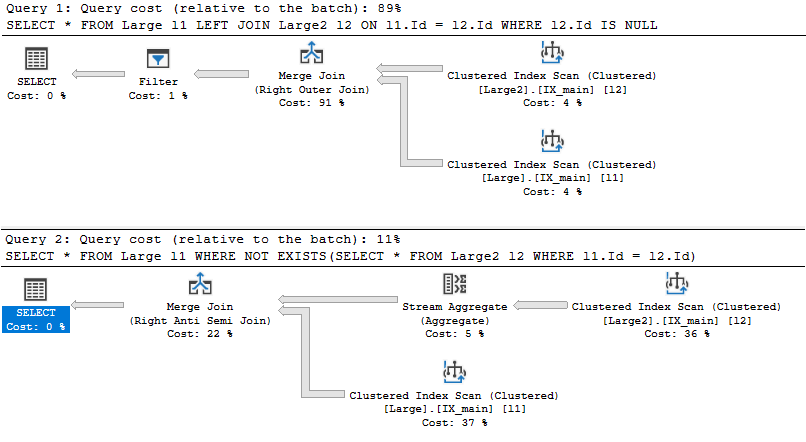 Query 1: Query cost (relative to the batch): 89%
SELECT * FROM Large l1 LEFT JOIN Large2 l2 ON l1.Id = l2.Id WHERE l2.Id IS NULL
SELECT
Cost: 0 %
Filter
Cost: 1 %
Merge Join
(Right Outer Join)
Cost: 91 %
Clustered Index Scan (Clustered)
[Large2].[IX_main] [l2]
Cost: 4 %
Clustered Index Scan (Clustered)
[Large].[IX_main] [l1]
Cost: 4 %
Query 2: Query cost (relative to the batch): 11%
SELECT * FROM Large l1 WHERE NOT EXISTS(SELECT * FROM Large2 l2 WHERE l1.Id = l2.Id)
SELECT
Cost: 0 %
Merge Join
(Right Anti Semi Join)
Cost: 22 %
Stream Aggregate
(Aggregate)
Cost: 5 %
Clustered Index Scan (Clustered)
[Large2].[IX_main] [l2]
Cost: 36 %
Clustered Index Scan (Clustered)
[Large].[IX_main] [l1]
Cost: 37 %